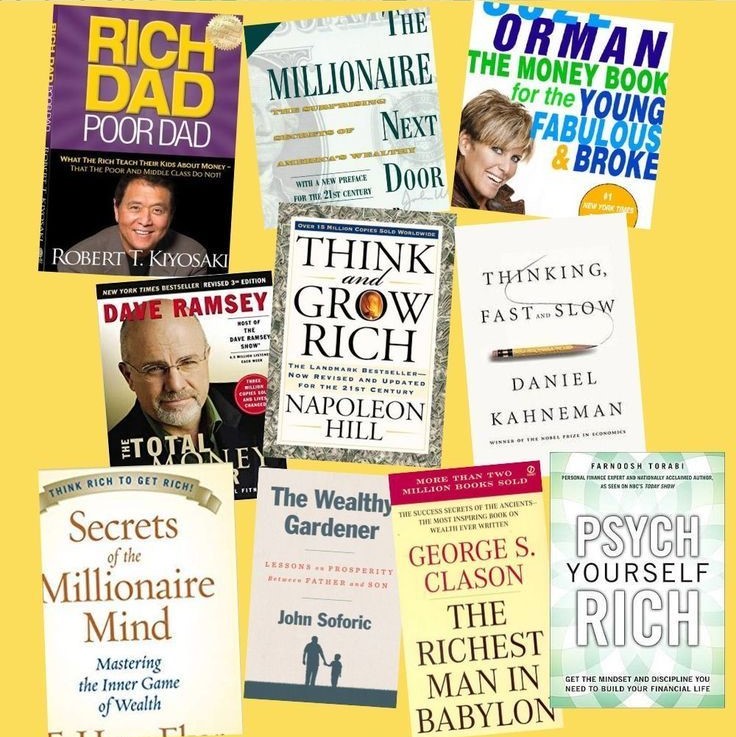 RICH
DAD
POOR DAD
WHAT THE RICH TEACH THEIR KIDS ABOUT MONEY –
THAT THE POOR AND MIDDLE CLASS DO NOT!
ROBERT T. KIYOSAKI
THE
MILLIONAIRE
THE SURPRISING
NEXT
SECRETS OF
AMERICA'S WEALTHY
DOOR
WITH A NEW PREFACE
FOR THE 21ST CENTURY
ORMAN
THE MONEY BOOK
for the YOUNG
FABULOUS
& BROKE
#1
NEW YORK TIMES
NEW YORK TIMES BESTSELLER REVISED 3RD EDITION
DAVE RAMSEY
HOST OF
THE
DAVE RAMSEY
SHOW
THREE
MILLION
COPIES SOLD
AND LIVES
CHANGED
THE
TOTAL
MONEY
OVER 15 MILLION COPIES SOLD WORLDWIDE
THINK
and
GROW
RICH
THE LANDMARK BESTSELLER—
NOW REVISED AND UPDATED
FOR THE 21ST CENTURY
NAPOLEON
HILL
THINKING,
FAST AND SLOW
DANIEL
KAHNEMAN
WINNER OF THE NOBEL PRIZE IN ECONOMICS
THINK RICH TO GET RICH!
Secrets
of the
Millionaire
Mind
Mastering
the Inner Game
of Wealth
The Wealthy
Gardener
LESSONS on PROSPERITY
Between FATHER and SON
John Soforic
MORE THAN TWO
MILLION BOOKS SOLD
THE SUCCESS SECRETS OF THE ANCIENTS–
THE MOST INSPIRING BOOK ON
WEALTH EVER WRITTEN
GEORGE S.
CLASON
THE
RICHEST
MAN IN
BABYLON
FARNOOSH TORABI
PERSONAL FINANCE EXPERT AND NATIONALLY ACCLAIMED AUTHOR,
AS SEEN ON NBC'S TODAY SHOW
PSYCH
YOURSELF
RICH
GET THE MINDSET AND DISCIPLINE YOU
NEED TO BUILD YOUR FINANCIAL LIFE